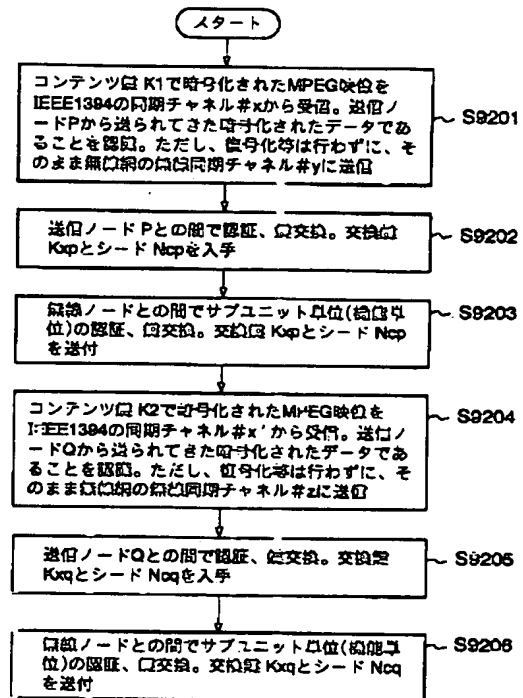 スタート
コンテンツ鍵 K1で暗号化されたMPEG映像を
IEEE1394の同期チャネル#xから受信。送信ノ
ードPから送られてきた暗号化されたデータであ
ることを認識。ただし、復号化等は行わずに、そ
のまま無線網の無線同期チャネル#yに送信
S9201
送信ノード Pとの間で認証、鍵交換。交換鍵
Kxpとシード Ncpを入手
S9202
無線ノードとの間でサブユニット単位(機能単
位)の認証、鍵交換。交換鍵 Kxpとシード Ncp
を送付
S9203
コンテンツ鍵 K2で暗号化されたMPEG映像を
IEEE1394の同期チャネル#x'から受信。送信ノ
ードQから送られてきた暗号化されたデータであ
ることを認識。ただし、復号化等は行わずに、そ
のまま無線網の無線同期チャネル#zに送信
S9204
送信ノードQとの間で認証、鍵交換。交換鍵
Kxqとシード Ncqを入手
S9205
無線ノードとの間でサブユニット単位(機能単
位)の認証、鍵交換。交換鍵 Kxqとシード Ncq
を送付
S9206